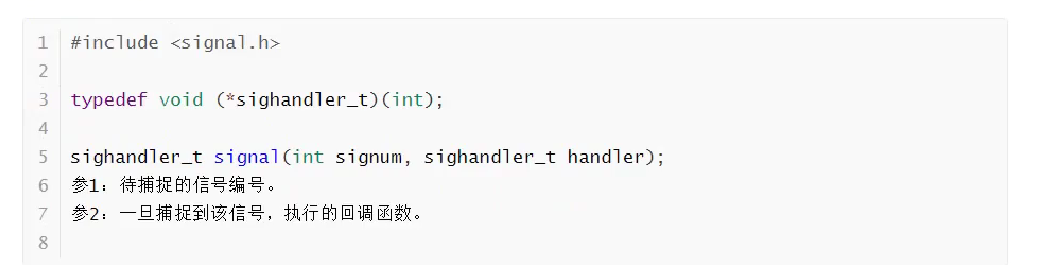 1 #include <signal.h>
2
3 typedef void (*sighandler_t)(int);
4
5 sighandler_t signal(int signum, sighandler_t handler);
6 参1：待捕捉的信号编号。
7 参2：一旦捕捉到该信号，执行的回调函数。
8